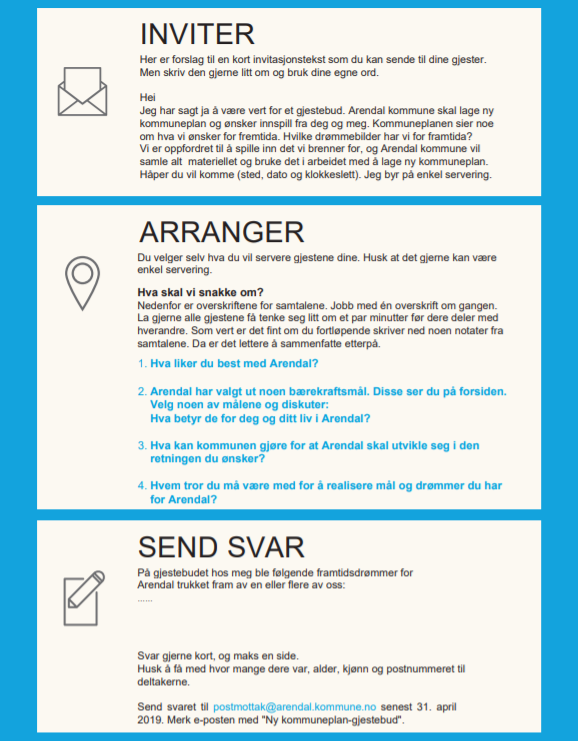 INVITER
Her er forslag til en kort invitasjonstekst som du kan sende til dine gjester.
Men skriv den gjerne litt om og bruk dine egne ord.
Hei
Jeg har sagt ja å være vert for et gjestebud. Arendal kommune skal lage ny
kommuneplan og ønsker innspill fra deg og meg. Kommuneplanen sier noe
om hva vi ønsker for fremtida. Hvilke drømmebilder har vi for framtida?
Vi er oppfordret til å spille inn det vi brenner for, og Arendal kommune vil
samle alt materiellet og bruke det i arbeidet med å lage ny kommuneplan.
Håper du vil komme (sted, dato og klokkeslett). Jeg byr på enkel servering.
ARRANGER
Du velger selv hva du vil servere gjestene dine. Husk at det gjerne kan være
enkel servering.
Hva skal vi snakke om?
Nedenfor er overskriftene for samtalene. Jobb med én overskrift om gangen.
La gjerne alle gjestene få tenke seg litt om et par minutter før dere deler med
hverandre. Som vert er det fint om du fortløpende skriver ned noen notater fra
samtalen. Da er det lettere å sammenfatte etterpå.
1. Hva liker du best med Arendal?
2. Arendal har valgt ut noen bærekraftsmål. Disse ser du på forsiden.
Velg noen av målene og diskuter:
Hva betyr de for deg og ditt liv i Arendal?
3. Hva kan kommunen gjøre for at Arendal skal utvikle seg i den
retningen du ønsker?
4. Hvem tror du må være med for å realisere mål og drømmer du har
for Arendal?
SEND SVAR
På gjestebudet hos meg ble følgende framtidsdrømmer for
Arendal trukket fram av en eller flere av oss:
......
Svar gjerne kort, og maks en side.
Husk å få med hvor mange dere var, alder, kjønn og postnummeret til
deltakerne.
Send svaret til postmottak@arendal.kommune.no senest 31. april
2019. Merk e-posten med "Ny kommuneplan-gjestebud".